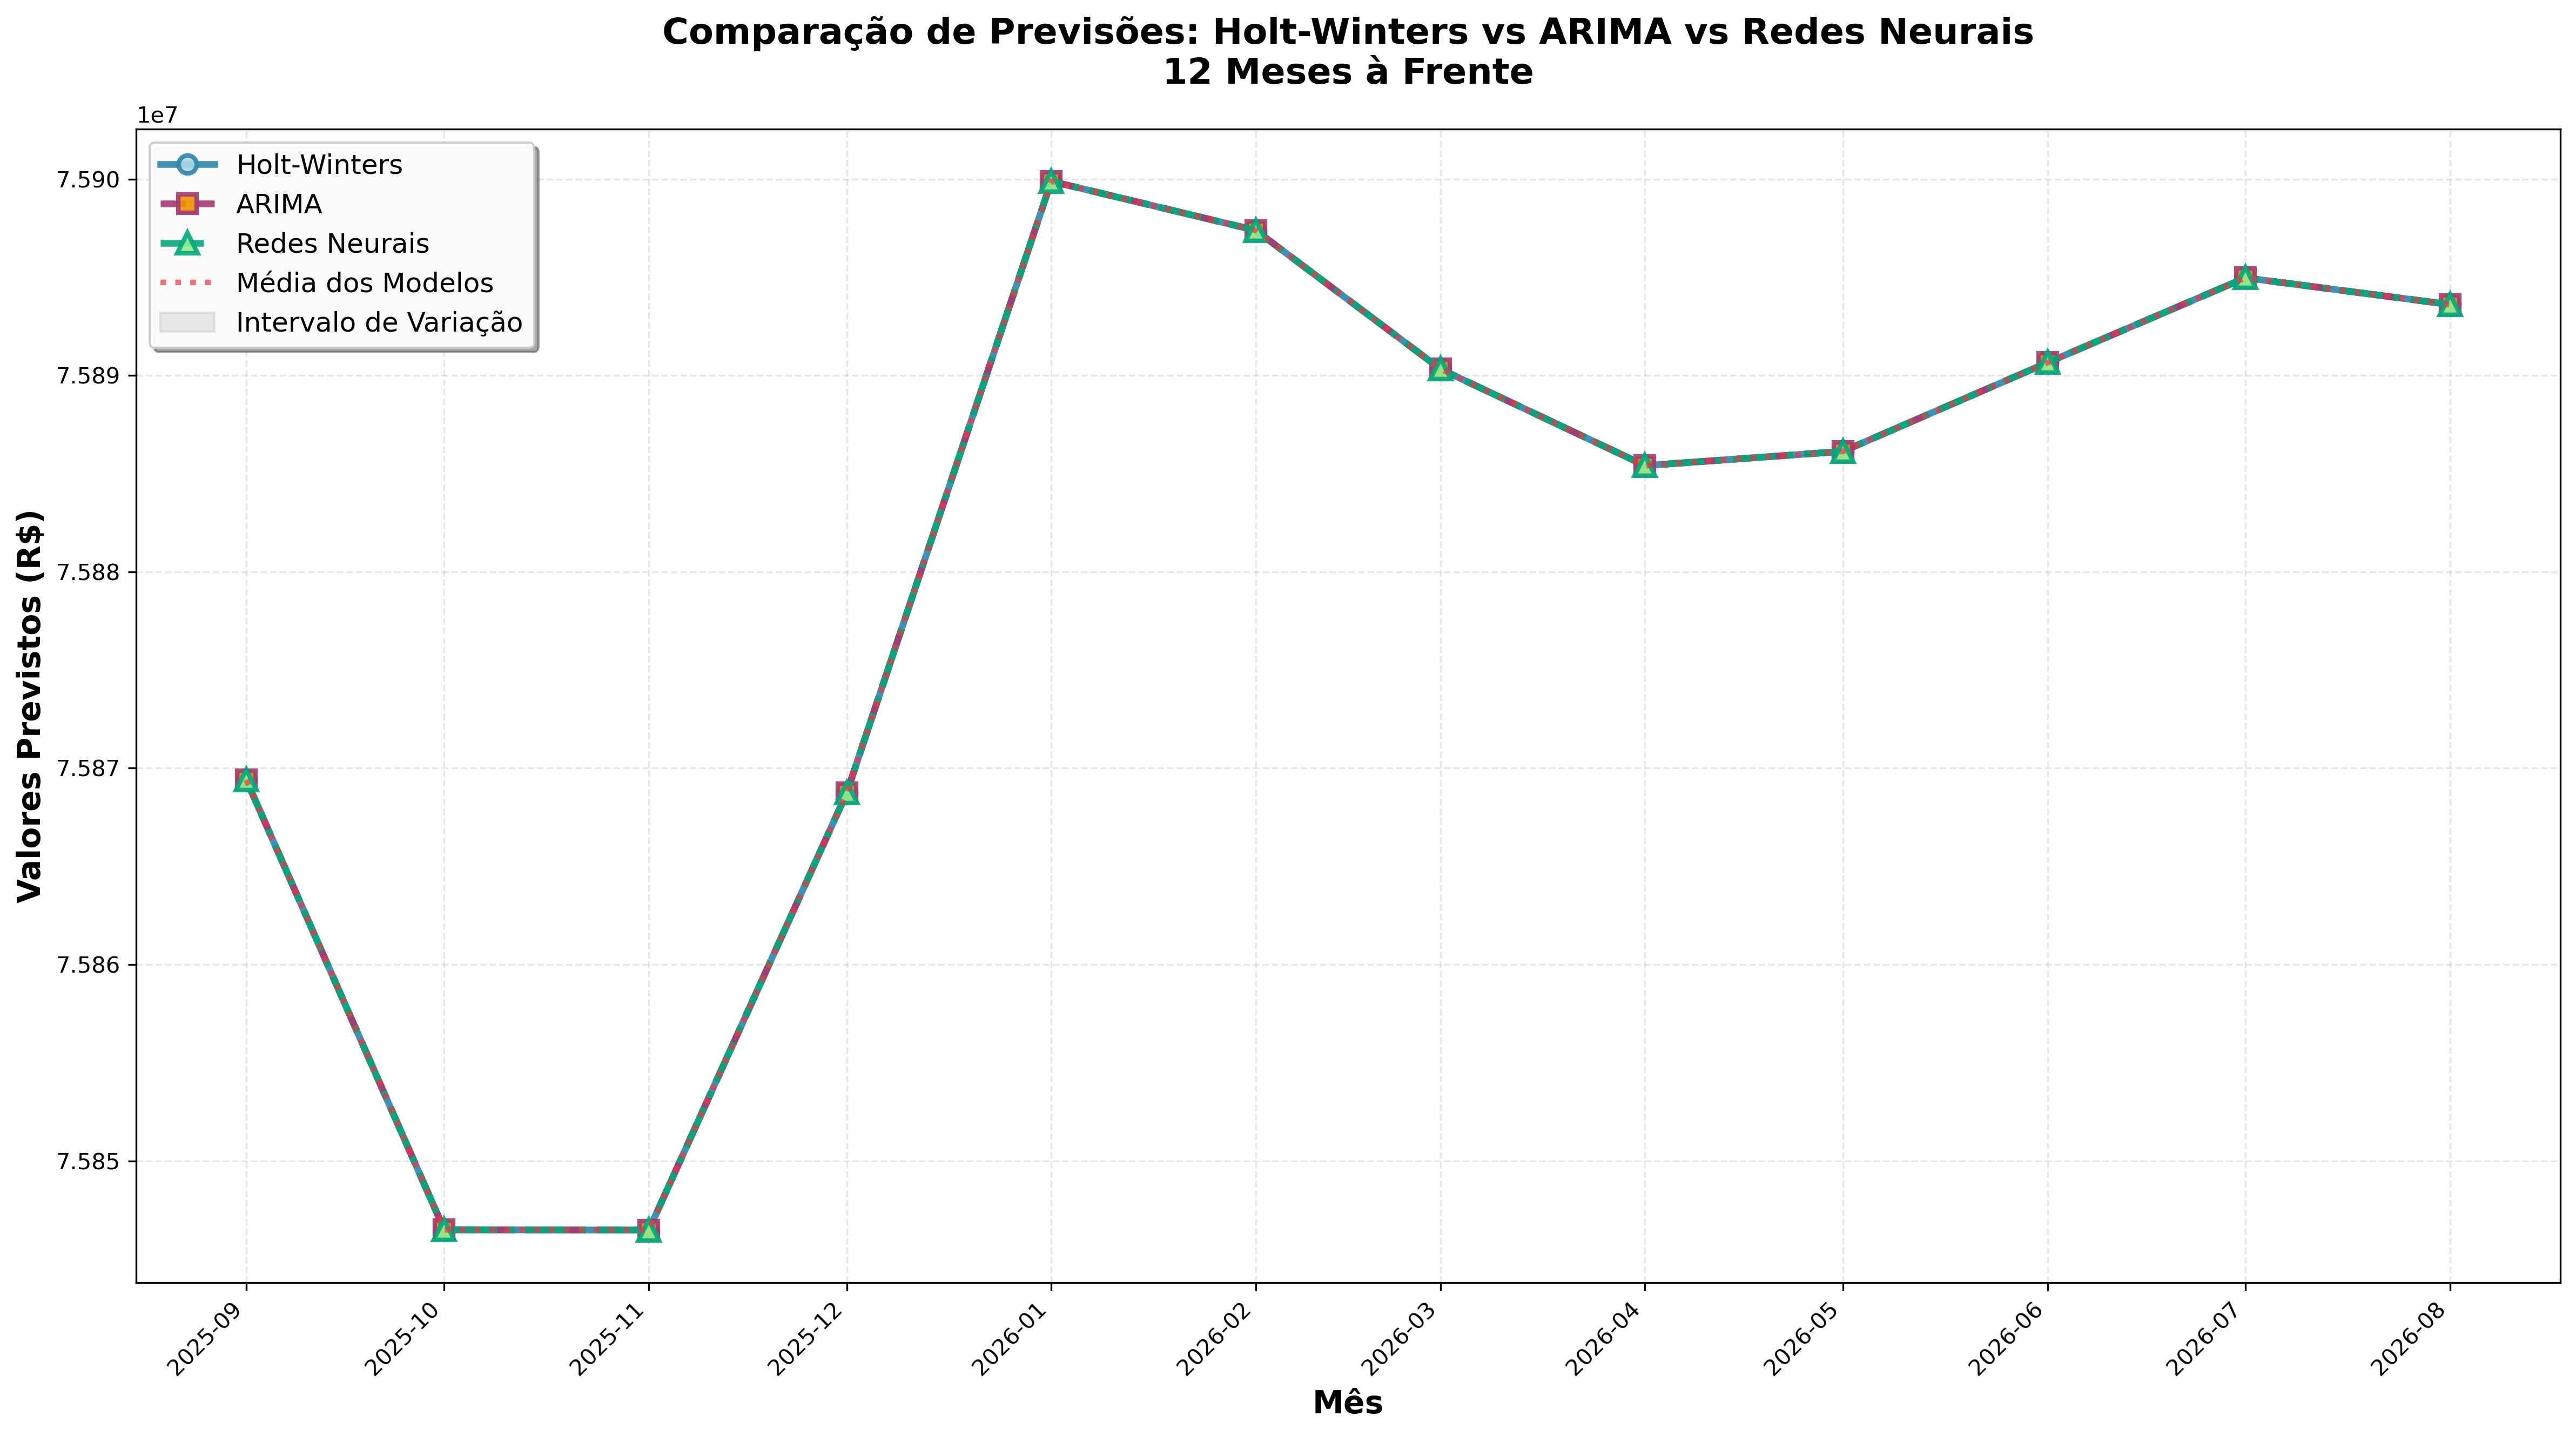 Comparação de Previsões: Holt-Winters vs ARIMA vs Redes Neurais
12 Meses à Frente
1e7
Holt-Winters
ARIMA
Redes Neurais
Média dos Modelos
Intervalo de Variação
7.590
7.589
7.588
7.587
7.586
7.585
Valores Previstos (R$)
2025-09
2025-10
2025-11
2025-12
2026-01
2026-02
2026-03
2026-04
2026-05
2026-06
2026-07
2026-08
Mês